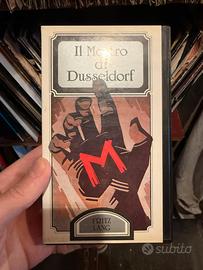 Il Mostro
di
Dusseldorf
M
FRITZ
LANG
subito